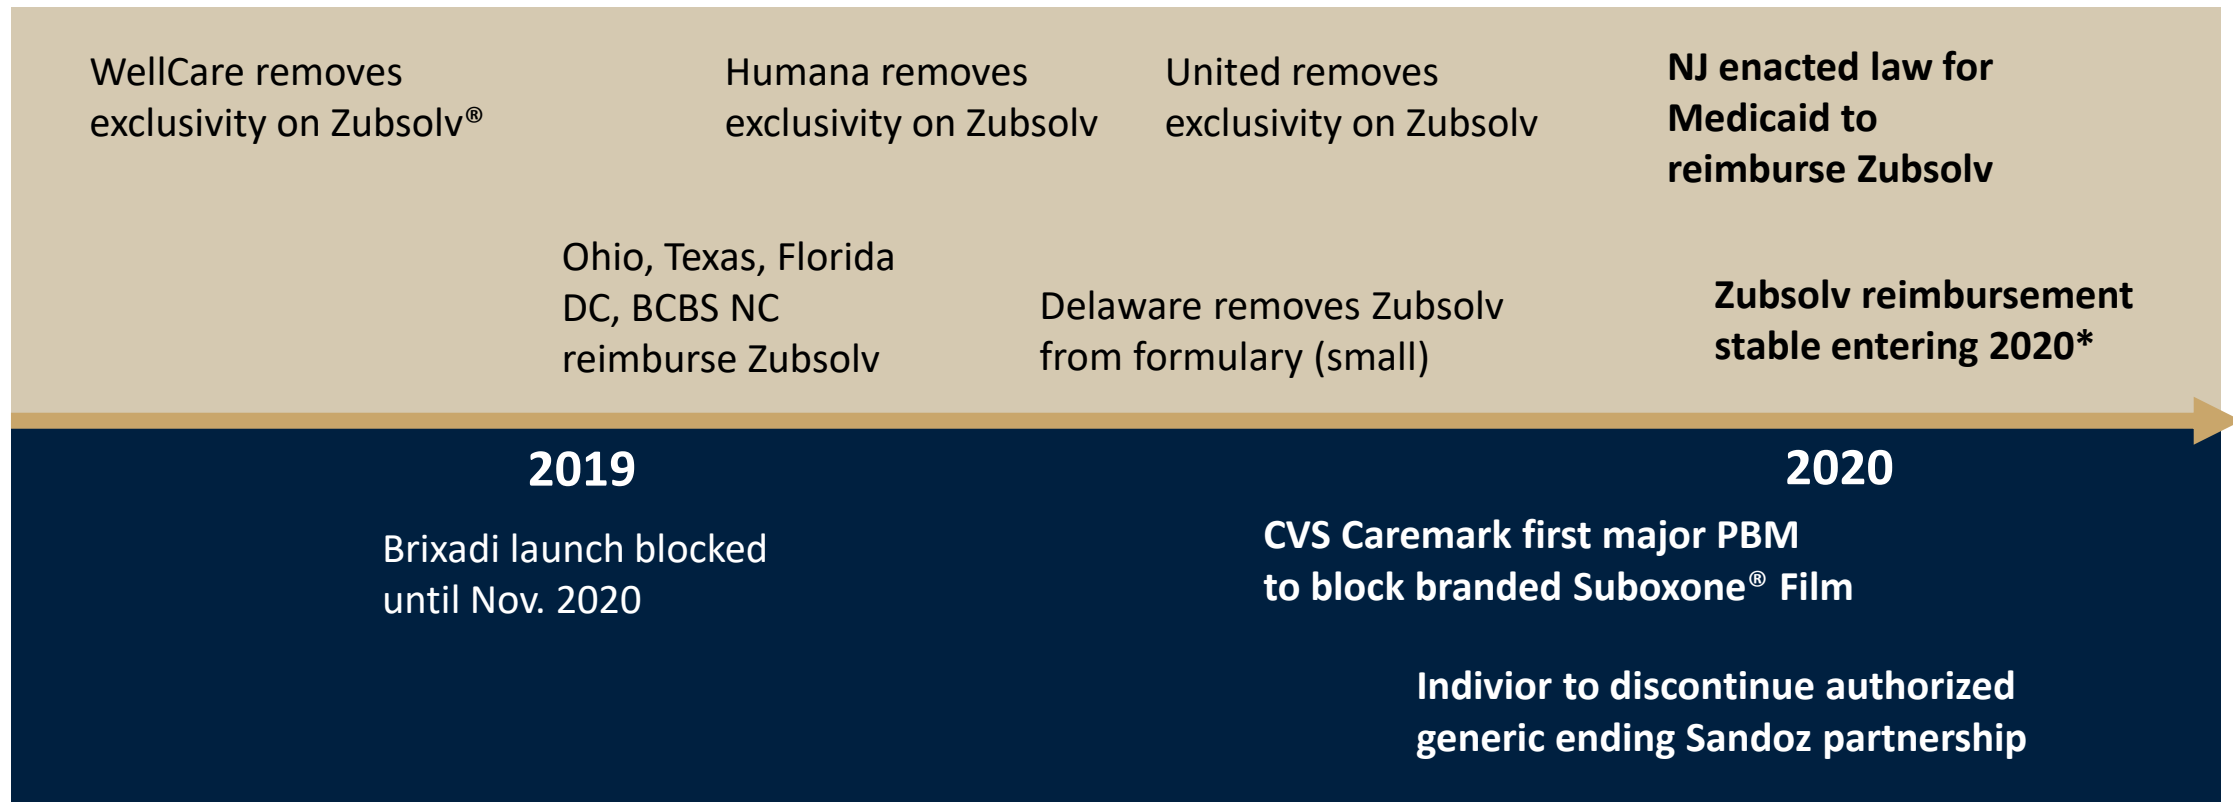 WellCare removes
exclusivity on Zubsolv®
Humana removes
exclusivity on Zubsolv
United removes
exclusivity on Zubsolv
NJ enacted law for
Medicaid to
reimburse Zubsolv
Ohio, Texas, Florida
DC, BCBS NC
reimburse Zubsolv
Delaware removes Zubsolv
from formulary (small)
Zubsolv reimbursement
stable entering 2020*
2019
2020
Brixadi launch blocked
until Nov. 2020
CVS Caremark first major PBM
to block branded Suboxone® Film
Indivior to discontinue authorized
generic ending Sandoz partnership